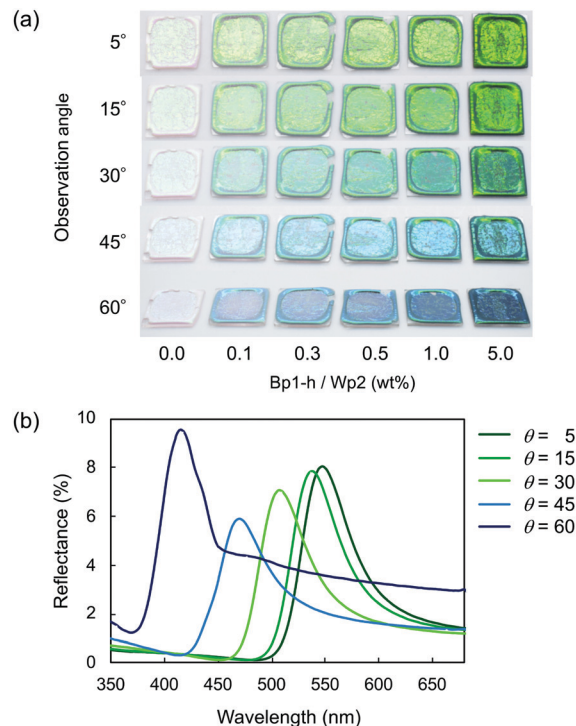 (a)
Observation angle
5°
15°
30°
45°
60°
0.0 0.1 0.3 0.5 1.0 5.0
Bp1-h / Wp2 (wt%)
(b)
Reflectance (%)
10
8
6
4
2
0
350 400 450 500 550 600 650
Wavelength (nm)
θ = 5
θ = 15
θ = 30
θ = 45
θ = 60